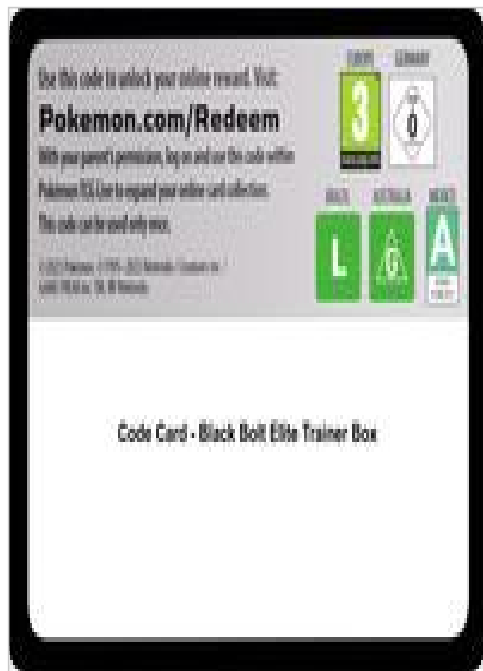 Use this code to unlock your online reward. Visit:
Pokemon.com/Redeem
With your parent's permission, log on and use this code within
Pokémon TCG Live to expand your online card collection.
This code can be used only once.
EUROPE GERMANY
3
0
BRAZIL AUSTRALIA MEXICO
L
G
A
Code Card - Black Bolt Elite Trainer Box